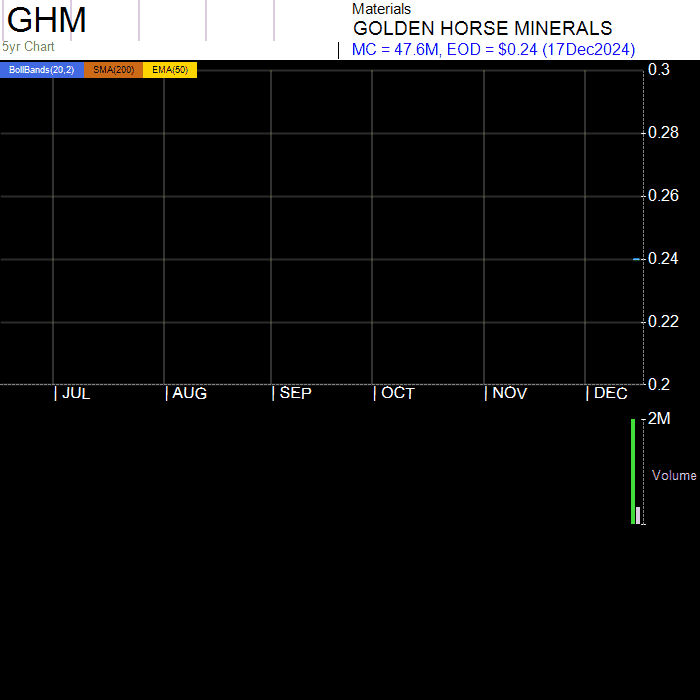 GHM
5yr Chart
Materials
GOLDEN HORSE MINERALS
| MC = 47.6M, EOD = $0.24 (17Dec2024)
BollBands(20,2) SMA(200) EMA(50)
0.3
0.28
0.26
0.24
0.22
0.2
| JUL | AUG | SEP | OCT | NOV | DEC
2M
Volume